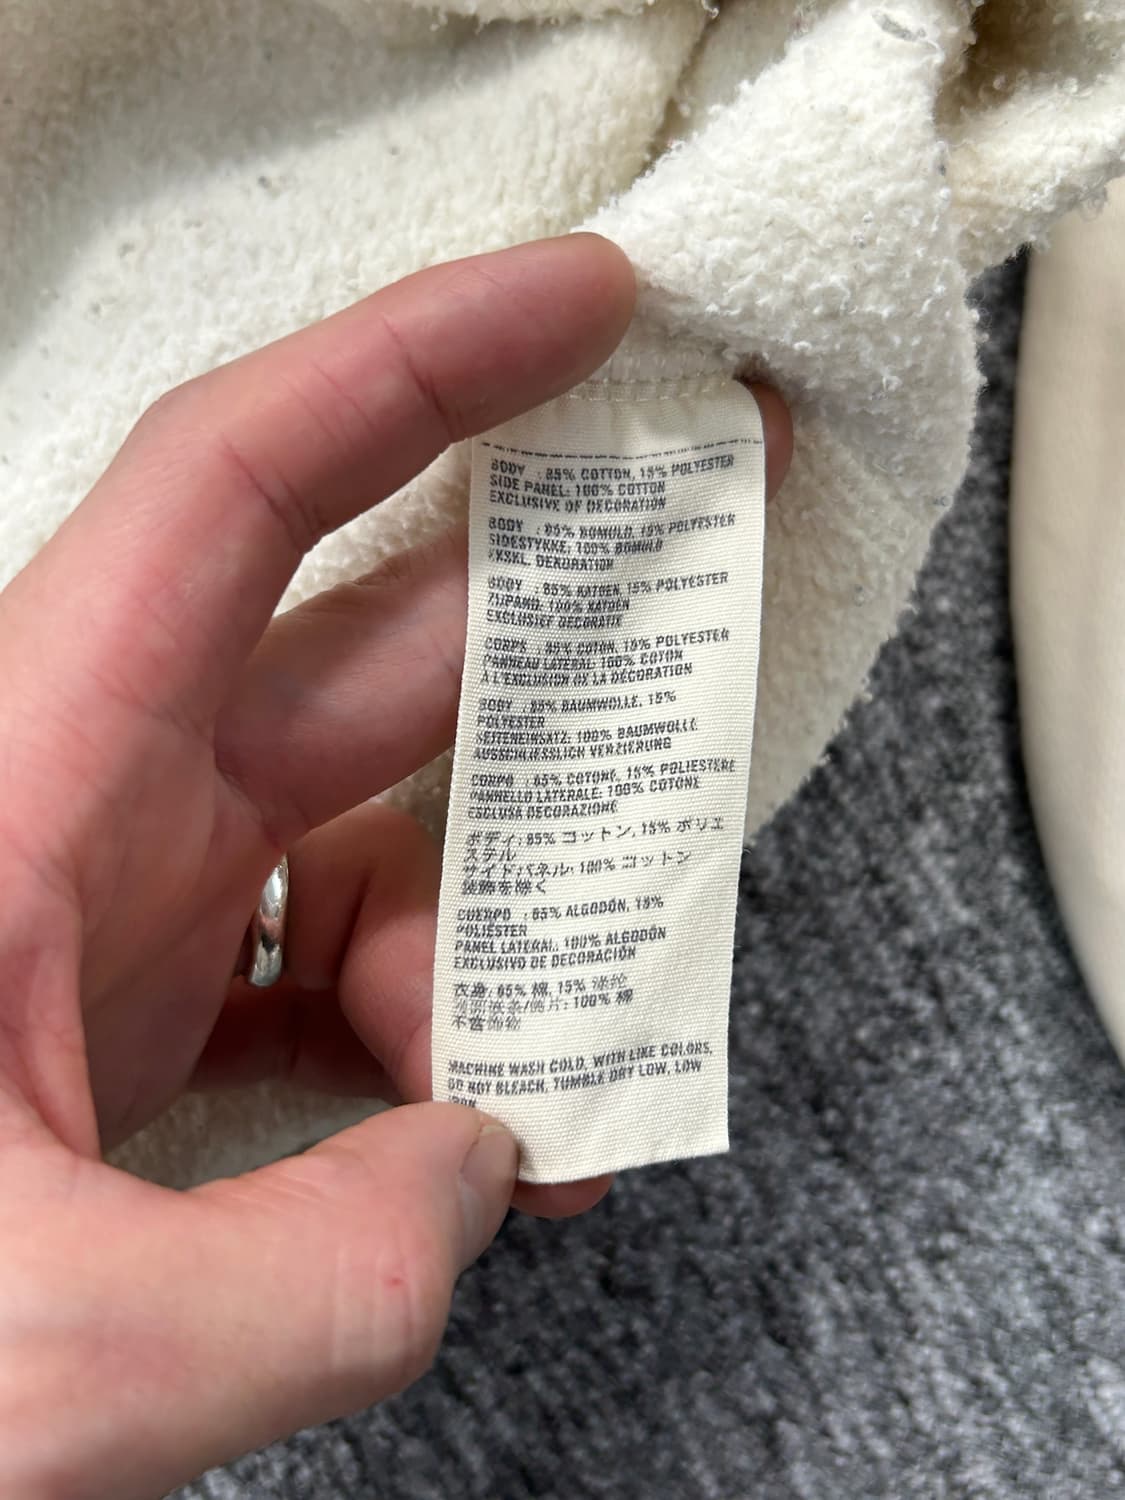 BODY : 85% COTTON, 15% POLYESTER
SIDE PANEL: 100% COTTON
EXCLUSIVE OF DECORATION
BODY : 85% BOMULD, 15% POLYESTER
SIDESTYKKE: 100% BOMULD
EKSKL. DEKORATION
BODY : 85% KATOEN, 15% POLYESTER
ZIJPAND: 100% KATOEN
EXCLUSIEF DECORATIE
CORPS : 85% COTON, 15% POLYESTER
PANNEAU LATERAL: 100% COTON
À L'EXCLUSION DE LA DÉCORATION
BODY : 85% BAUMWOLLE, 15%
POLYESTER
SEITENEINSATZ: 100% BAUMWOLLE
AUSSCHLIESSLICH VERZIERUNG
CORPO : 85% COTONE, 15% POLIESTERE
PANNELLO LATERALE: 100% COTONE
ESCLUSA DECORAZIONE
ボディ: 85% コットン, 15% ポリエ
ステル
サイドパネル: 100% コットン
装飾を除く
CUERPO : 85% ALGODÓN, 15%
POLIÉSTER
PANEL LATERAL: 100% ALGODÓN
EXCLUSIVO DE DECORACIÓN
衣身: 85% 棉, 15% 涤纶
片: 100% 棉
不含饰纹
MACHINE WASH COLD, WITH LIKE COLORS,
DO NOT BLEACH, TUMBLE DRY LOW, LOW
IRON